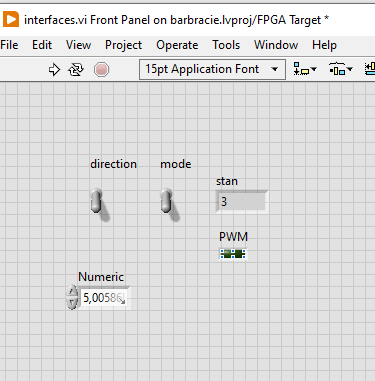 interfaces.vi Front Panel on barbracie.lvproj/FPGA Target *
File Edit View Project Operate Tools Window Help
15pt Application Font
direction mode
stan
3
PWM
Numeric
5,00586